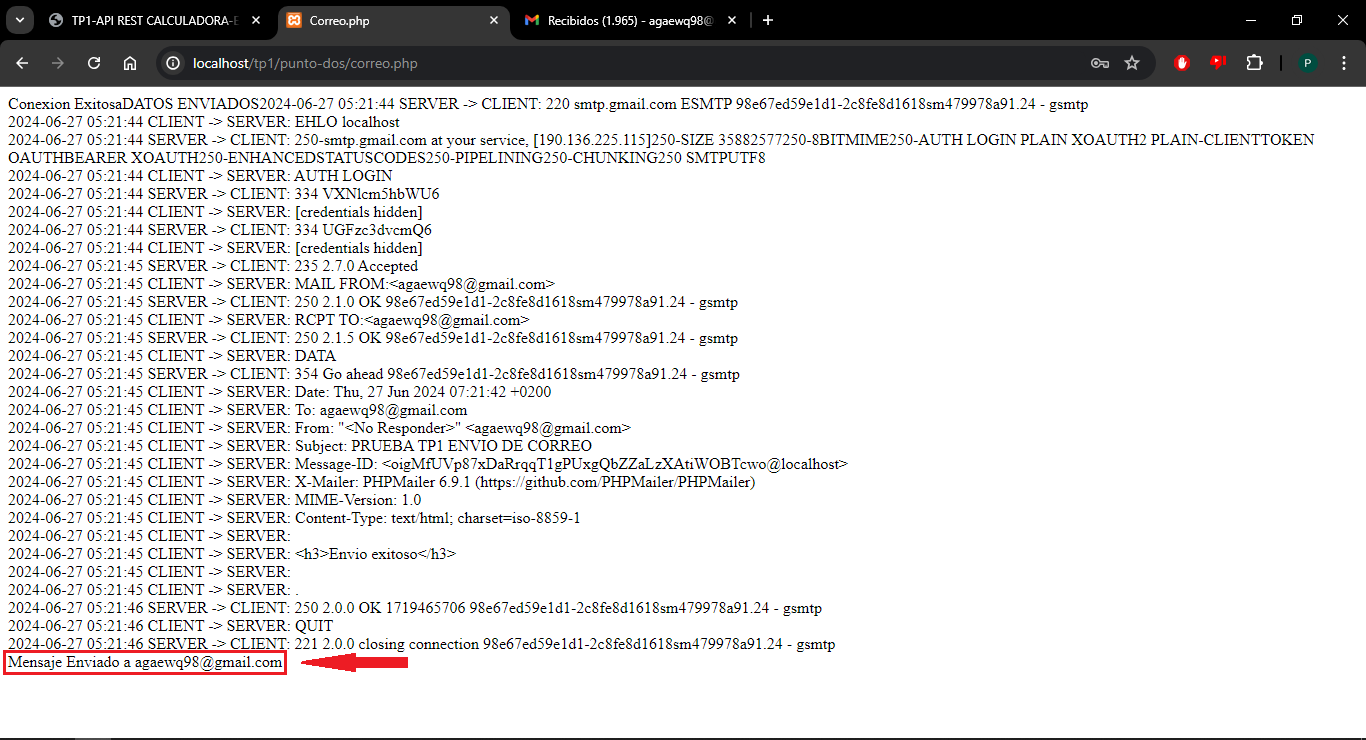 TP1-API REST CALCULADORA-E
Correo.php
Recibidos (1.965) - agaewq98@
localhost/tp1/punto-dos/correo.php
P
Conexion ExitosaDATOS ENVIADOS2024-06-27 05:21:44 SERVER -> CLIENT: 220 smtp.gmail.com ESMTP 98e67ed59e1d1-2c8fe8d1618sm479978a91.24 - gsmtp
2024-06-27 05:21:44 CLIENT -> SERVER: EHLO localhost
2024-06-27 05:21:44 SERVER -> CLIENT: 250-smtp.gmail.com at your service, [190.136.225.115]250-SIZE 35882577250-8BITMIME250-AUTH LOGIN PLAIN XOAUTH2 PLAIN-CLIENTTOKEN
OAUTHBEARER XOAUTH250-ENHANCEDSTATUSCODES250-PIPELINING250-CHUNKING250 SMTPUTF8
2024-06-27 05:21:44 CLIENT -> SERVER: AUTH LOGIN
2024-06-27 05:21:44 SERVER -> CLIENT: 334 VXNlcm5hbWU6
2024-06-27 05:21:44 CLIENT -> SERVER: [credentials hidden]
2024-06-27 05:21:44 SERVER -> CLIENT: 334 UGFzc3dvcmQ6
2024-06-27 05:21:44 CLIENT -> SERVER: [credentials hidden]
2024-06-27 05:21:45 SERVER -> CLIENT: 235 2.7.0 Accepted
2024-06-27 05:21:45 CLIENT -> SERVER: MAIL FROM:<agaewq98@gmail.com>
2024-06-27 05:21:45 SERVER -> CLIENT: 250 2.1.0 OK 98e67ed59e1d1-2c8fe8d1618sm479978a91.24 - gsmtp
2024-06-27 05:21:45 CLIENT -> SERVER: RCPT TO:<agaewq98@gmail.com>
2024-06-27 05:21:45 SERVER -> CLIENT: 250 2.1.5 OK 98e67ed59e1d1-2c8fe8d1618sm479978a91.24 - gsmtp
2024-06-27 05:21:45 CLIENT -> SERVER: DATA
2024-06-27 05:21:45 SERVER -> CLIENT: 354 Go ahead 98e67ed59e1d1-2c8fe8d1618sm479978a91.24 - gsmtp
2024-06-27 05:21:45 CLIENT -> SERVER: Date: Thu, 27 Jun 2024 07:21:42 +0200
2024-06-27 05:21:45 CLIENT -> SERVER: To: agaewq98@gmail.com
2024-06-27 05:21:45 CLIENT -> SERVER: From: "<No Responder>" <agaewq98@gmail.com>
2024-06-27 05:21:45 CLIENT -> SERVER: Subject: PRUEBA TP1 ENVIO DE CORREO
2024-06-27 05:21:45 CLIENT -> SERVER: Message-ID: <oigMfUVp87xDaRrqqT1gPUxgQbZZaLzXAtiWOBTcwo@localhost>
2024-06-27 05:21:45 CLIENT -> SERVER: X-Mailer: PHPMailer 6.9.1 (https://github.com/PHPMailer/PHPMailer)
2024-06-27 05:21:45 CLIENT -> SERVER: MIME-Version: 1.0
2024-06-27 05:21:45 CLIENT -> SERVER: Content-Type: text/html; charset=iso-8859-1
2024-06-27 05:21:45 CLIENT -> SERVER:
2024-06-27 05:21:45 CLIENT -> SERVER: <h3>Envio exitoso</h3>
2024-06-27 05:21:45 CLIENT -> SERVER:
2024-06-27 05:21:45 CLIENT -> SERVER: .
2024-06-27 05:21:46 SERVER -> CLIENT: 250 2.0.0 OK 1719465706 98e67ed59e1d1-2c8fe8d1618sm479978a91.24 - gsmtp
2024-06-27 05:21:46 CLIENT -> SERVER: QUIT
2024-06-27 05:21:46 SERVER -> CLIENT: 221 2.0.0 closing connection 98e67ed59e1d1-2c8fe8d1618sm479978a91.24 - gsmtp
Mensaje Enviado a agaewq98@gmail.com